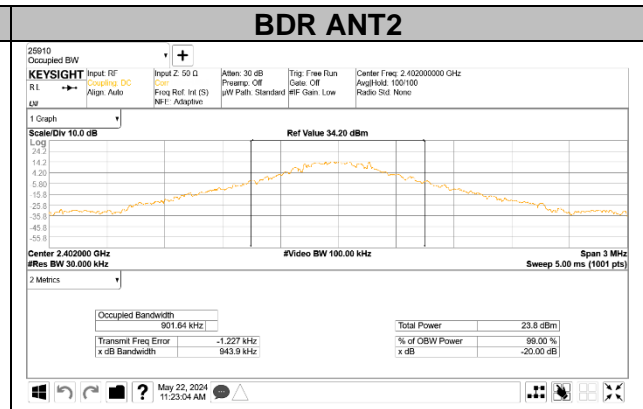 BDR ANT2
25910
Occupied BW
KEYSIGHT
RL
Input: RF
Coupling: DC
Align: Auto
Input Z: 50 Ω
Corr
Freq Ref: Int (S)
NFE: Adaptive
Atten: 30 dB
Preamp: Off
µW Path: Standard
Trig: Free Run
Gate: Off
#IF Gain: Low
Center Freq: 2.402000000 GHz
Avg|Hold: 100/100
Radio Std: None
1 Graph
Scale/Div 10.0 dB
Ref Value 34.20 dBm
Log
24.2
14.2
4.20
-5.80
-15.8
-25.8
-35.8
-45.8
-55.8
Center 2.402000 GHz
#Video BW 100.00 kHz
Span 3 MHz
#Res BW 30.000 kHz
Sweep 5.00 ms (1001 pts)
2 Metrics
Occupied Bandwidth
901.64 kHz
Total Power 23.8 dBm
Transmit Freq Error -1.227 kHz
% of OBW Power 99.00 %
x dB Bandwidth 943.9 kHz
x dB -20.00 dB
?
May 22, 2024
11:23:04 AM